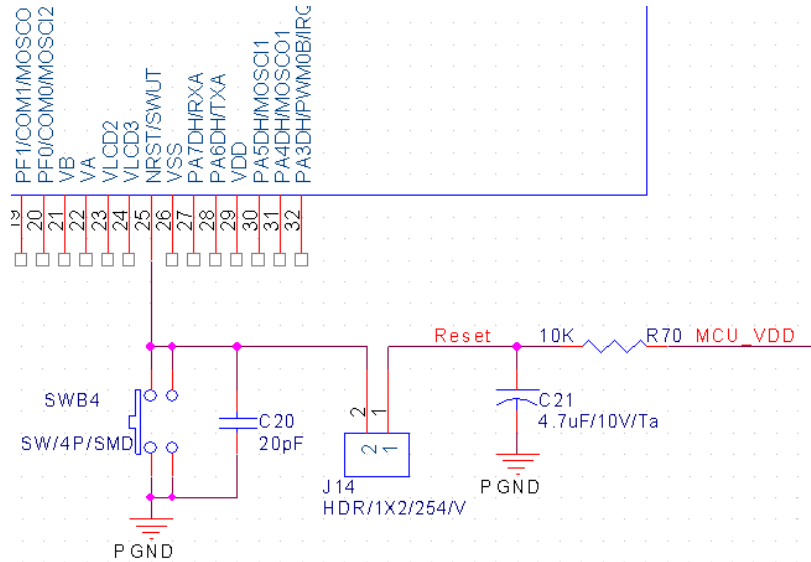 PF1/COM1/MOSCO
PF0/COM0/MOSCI2
VB
VA
VLCD2
VLCD3
NRST/SWUT
VSS
PA7DH/RXA
PA6DH/TXA
VDD
PA5DH/MOSCI1
PA4DH/MOSCO1
PA3DH/PWM0B/IRC
19
20
21
22
23
24
25
26
27
28
29
30
31
32
Reset
10K
R70
MCU_VDD
SWB4
SW/4P/SMD
C20
20pF
2
1
2
1
J14
HDR/1X2/254/V
C21
4.7uF/10V/Ta
PGND
PGND